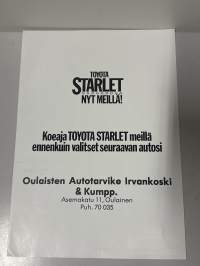 TOYOTA
STARLET
NYT MEILLÄ!
Koeaja TOYOTA STARLET meillä
ennenkuin valitset seuraavan autosi
Oulaisten Autotarvike Irvankoski
& Kumpp.
Asemakatu 11, Oulainen
Puh. 70 035